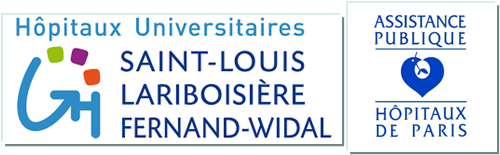 Hôpitaux Universitaires
SAINT-LOUIS
LARIBOISIÈRE
FERNAND-WIDAL
ASSISTANCE
PUBLIQUE
HÔPITAUX
DE PARIS